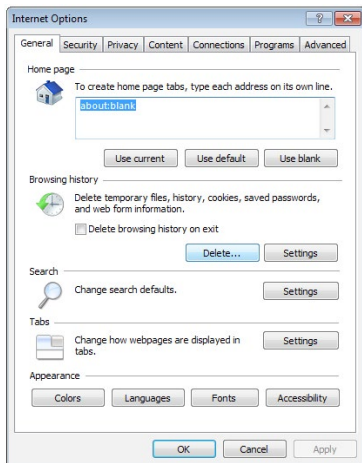 Internet Options
General Security Privacy Content Connections Programs Advanced
Home page
To create home page tabs, type each address on its own line.
about:blank
Use current Use default Use blank
Browsing history
Delete temporary files, history, cookies, saved passwords,
and web form information.
Delete browsing history on exit
Delete... Settings
Search
Change search defaults. Settings
Tabs
Change how webpages are displayed in
tabs. Settings
Appearance
Colors Languages Fonts Accessibility
OK Cancel Apply